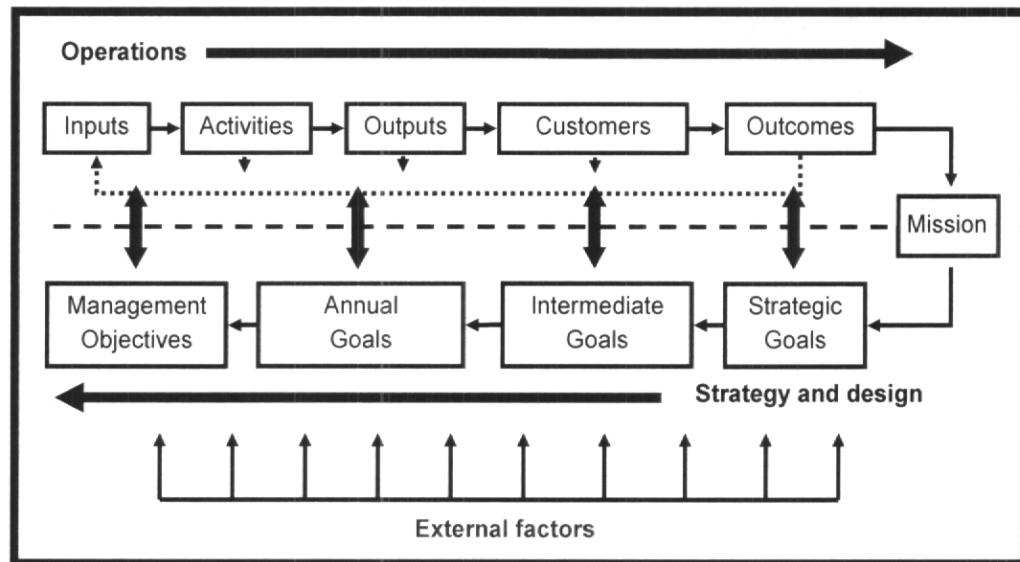 Operations
Inputs
Activities
Outputs
Customers
Outcomes
Mission
Management
Objectives
Annual
Goals
Intermediate
Goals
Strategic
Goals
Strategy and design
External factors